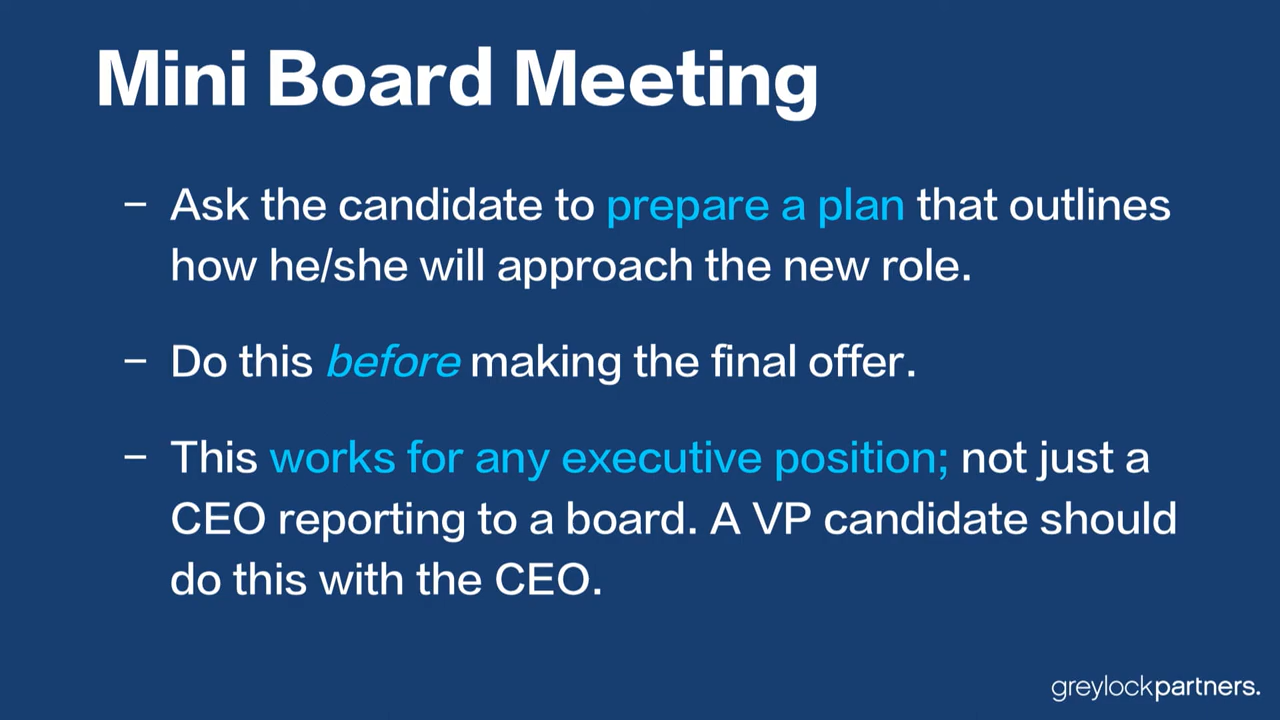 Mini Board Meeting
– Ask the candidate to prepare a plan that outlines
how he/she will approach the new role.
– Do this before making the final offer.
– This works for any executive position; not just a
CEO reporting to a board. A VP candidate should
do this with the CEO.
greylockpartners.